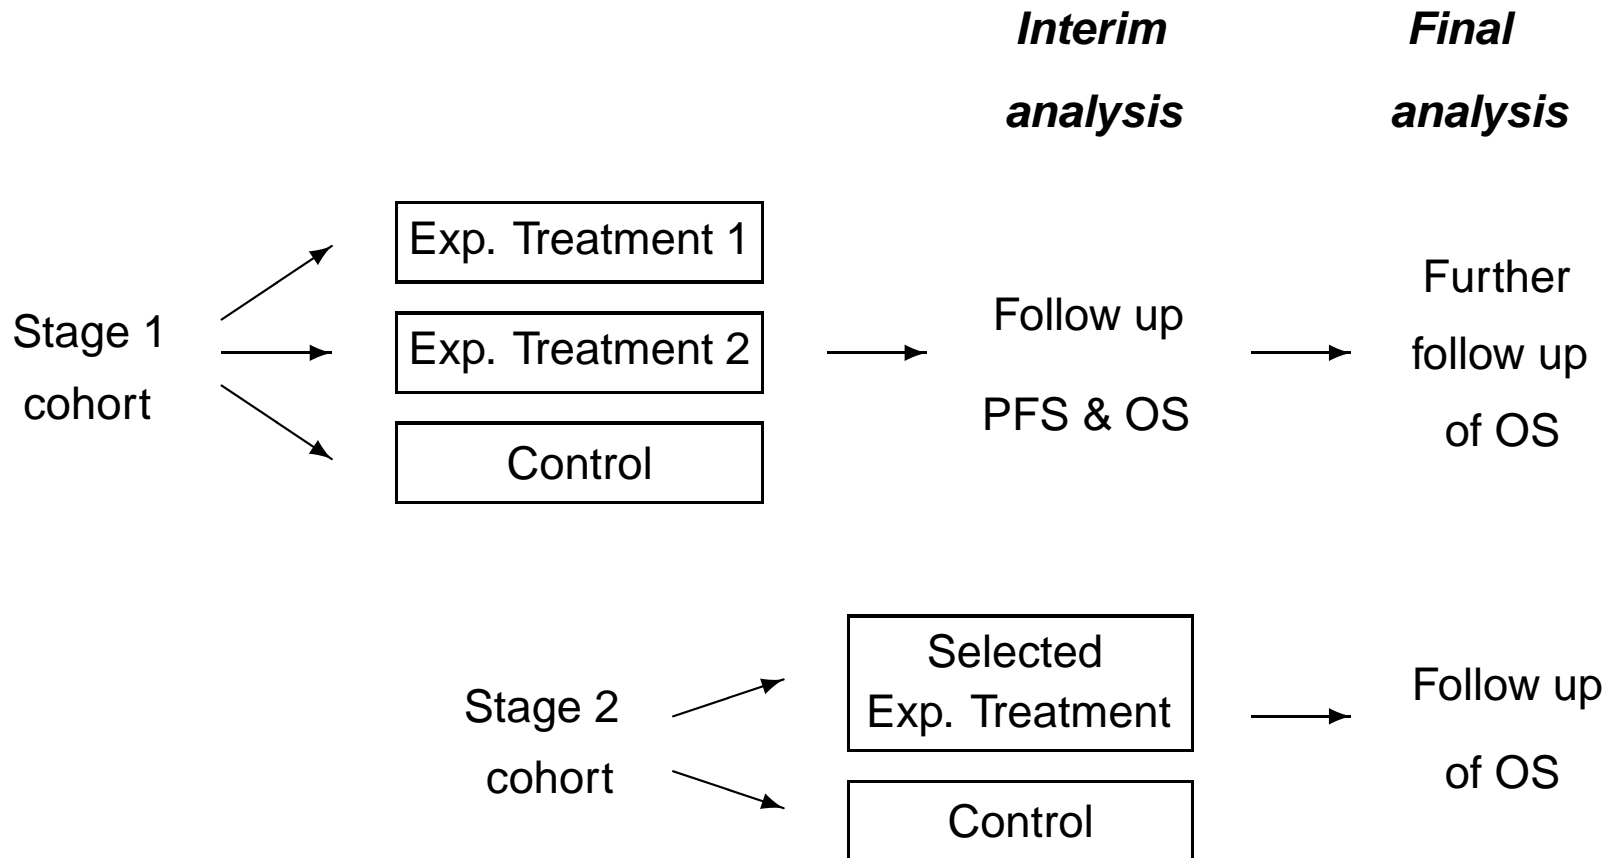 Interim
analysis
Final
analysis
Stage 1
cohort
Exp. Treatment 1
Exp. Treatment 2
Control
Follow up
PFS & OS
Further
follow up
of OS
Stage 2
cohort
Selected
Exp. Treatment
Control
Follow up
of OS